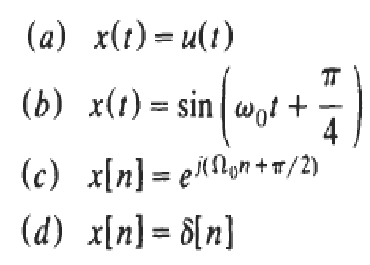 (a) x(t) = u(t)
(b) x(t) = sin(ω₀t + π/4)
(c) x[n] = e^{j(Ω₀n + π/2)}
(d) x[n] = δ[n]